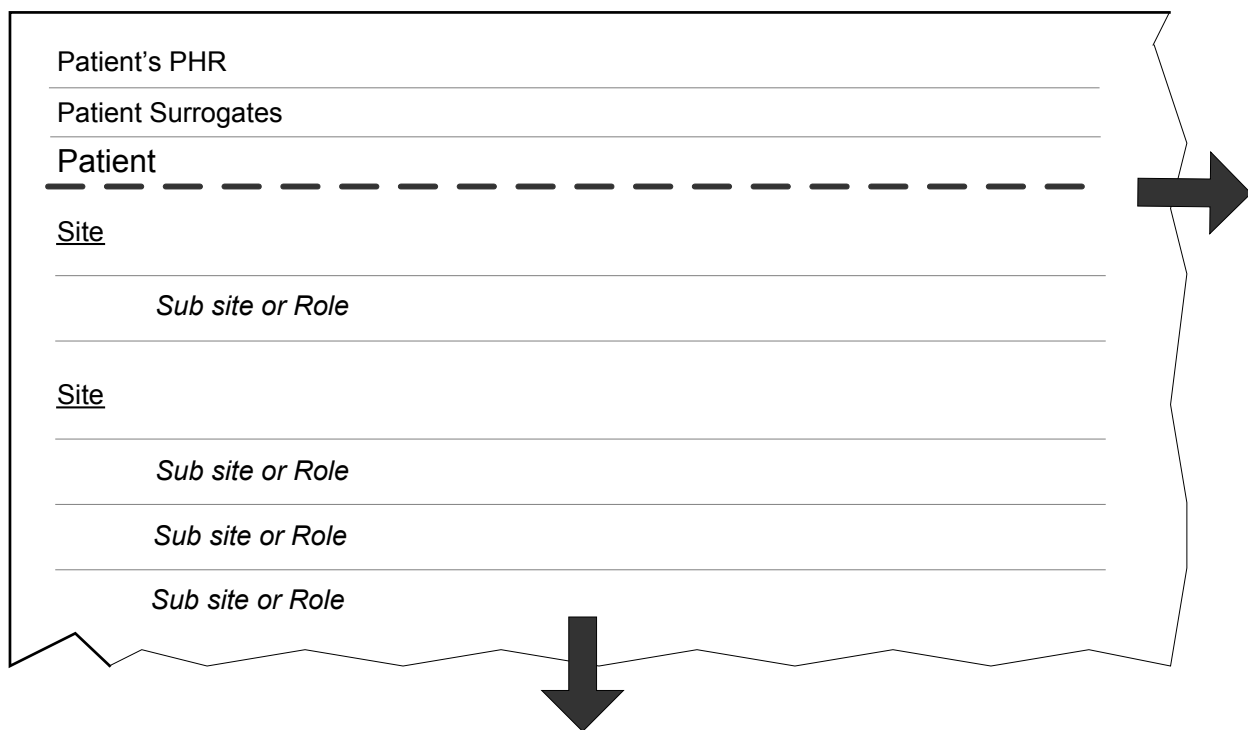 Patient’s PHR
Patient Surrogates
Patient
Site
Sub site or Role
Site
Sub site or Role
Sub site or Role
Sub site or Role